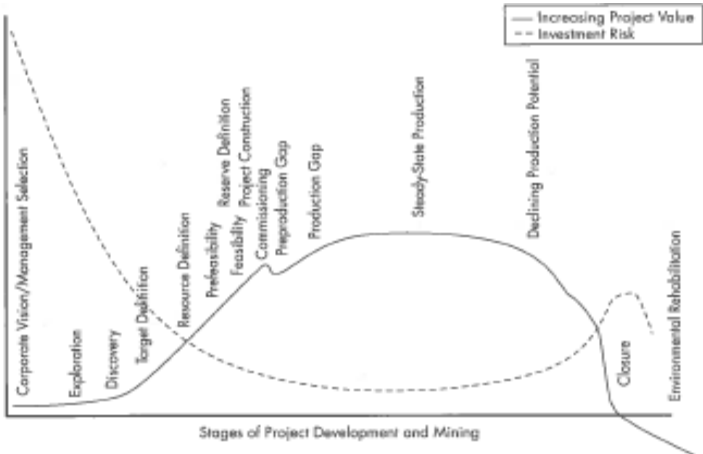 Increasing Project Value
Investment Risk
Corporate Vision/Management Selection
Exploration
Discovery
Target Definition
Resource Definition
Prefeasibility
Feasibility
Reserve Definition
Project Construction
Commissioning
Preproduction Gap
Production Gap
Steady-State Production
Declining Production Potential
Closure
Environmental Rehabilitation
Stages of Project Development and Mining